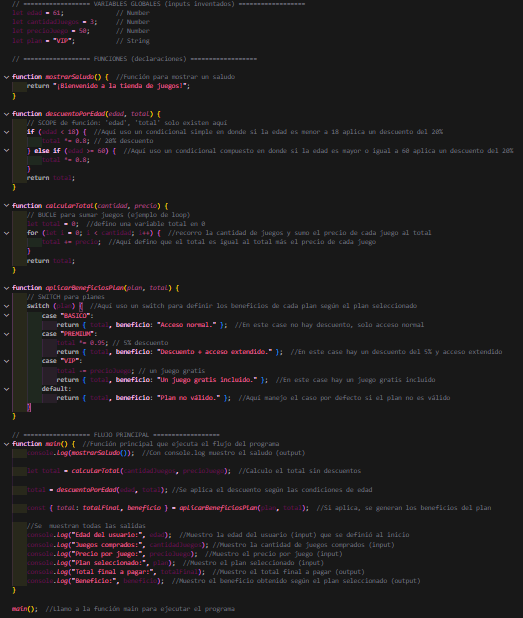 // ================== VARIABLES GLOBALES (inputs inventados) ==================
let edad = 61; // Number
let cantidadJuegos = 3; // Number
let precioJuego = 50; // Number
let plan = "VIP"; // String
// ================== FUNCIONES (declaraciones) ==================
function mostrarSaludo() { //Función para mostrar un saludo
return "¡Bienvenido a la tienda de juegos!";
}
function descuentoPorEdad(edad, total) {
// SCOPE de función: 'edad', 'total' solo existen aquí
if (edad < 18) { //Aquí uso un condicional simple en donde si la edad es menor a 18 aplica un descuento del 20%
total *= 0.8; // 20% descuento
} else if (edad >= 60) { //Aquí uso un condicional compuesto en donde si la edad es mayor o igual a 60 aplica un descuento del 20%
total *= 0.8;
}
return total;
}
function calcularTotal(cantidad, precio) {
// BUCLE para sumar juegos (ejemplo de loop)
let total = 0; //defino una variable total en 0
for (let i = 0; i < cantidad; i++) { //recorro la cantidad de juegos y sumo el precio de cada juego al total
total += precio; //Aquí defino que el total es igual al total más el precio de cada juego
}
return total;
}
function aplicarBeneficiosPlan(plan, total) {
// SWITCH para planes
switch (plan) { //Aquí uso un switch para definir los beneficios de cada plan según el plan seleccionado
case "BASICO":
return { total, beneficio: "Acceso normal." }; //En este caso no hay descuento, solo acceso normal
case "PREMIUM":
total *= 0.95; // 5% descuento
return { total, beneficio: "Descuento + acceso extendido." }; //En este caso hay un descuento del 5% y acceso extendido
case "VIP":
total -= precioJuego; // un juego gratis
return { total, beneficio: "Un juego gratis incluido." }; //En este caso hay un juego gratis incluido
default:
return { total, beneficio: "Plan no válido." }; //Aquí manejo el caso por defecto si el plan no es válido
}
}
// ================== FLUJO PRINCIPAL ==================
function main() { //Función principal que ejecuta el flujo del programa
console.log(mostrarSaludo()); //Con console.log muestro el saludo (output)
let total = calcularTotal(cantidadJuegos, precioJuego); //Calculo el total sin descuentos
total = descuentoPorEdad(edad, total); //Se aplica el descuento según las condiciones de edad
const { total: totalFinal, beneficio } = aplicarBeneficiosPlan(plan, total); //Si aplica, se generan los beneficios del plan
//Se muestran todas las salidas
console.log("Edad del usuario:", edad); //Muestro la edad del usuario (input) que se definió al inicio
console.log("Juegos comprados:", cantidadJuegos); //Muestro la cantidad de juegos comprados (input)
console.log("Precio por juego:", precioJuego); //Muestro el precio por juego (input)
console.log("Plan seleccionado:", plan); //Muestro el plan seleccionado (input)
console.log("Total final a pagar:", totalFinal); //Muestro el total final a pagar (output)
console.log("Beneficio:", beneficio); //Muestro el beneficio obtenido según el plan seleccionado (output)
}
main(); //Llamo a la función main para ejecutar el programa